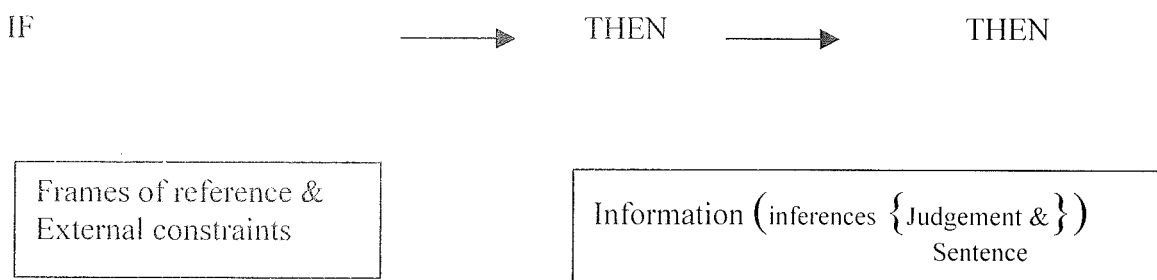 IF THEN THEN
Frames of reference &
External constraints
Information (inferences {Judgement &})
Sentence